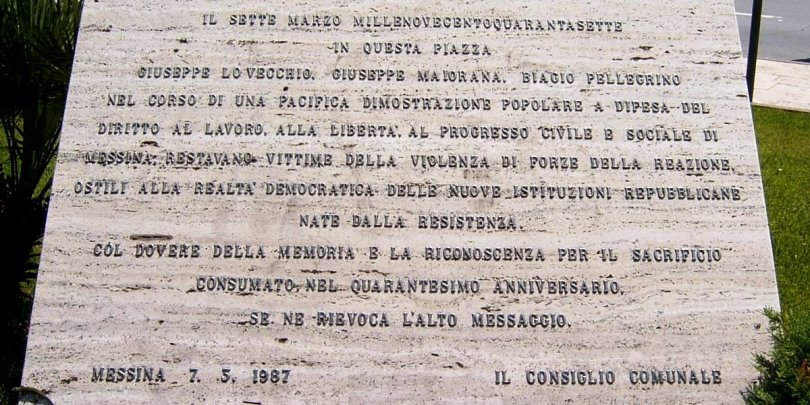 IL SETTE MARZO MILLENOVECENTOQUARANTASETTE
IN QUESTA PIAZZA
GIUSEPPE LOVECCHIO, GIUSEPPE MAIORANA, BIAGIO PELLEGRINO
NEL CORSO DI UNA PACIFICA DIMOSTRAZIONE POPOLARE A DIFESA DEL
DIRITTO AL LAVORO, ALLA LIBERTA', AL PROGRESSO CIVILE E SOCIALE DI
MESSINA, RESTAVANO VITTIME DELLA VIOLENZA DI FORZE DELLA REAZIONE,
OSTILI ALLA REALTA' DEMOCRATICA DELLE NUOVE ISTITUZIONI REPUBBLICANE
NATE DALLA RESISTENZA.
COL DOVERE DELLA MEMORIA E LA RICONOSCENZA PER IL SACRIFICIO
CONSUMATO, NEL QUARANTESIMO ANNIVERSARIO,
SE NE RIEVOCA L'ALTO MESSAGGIO.
MESSINA 7. 3. 1987 IL CONSIGLIO COMUNALE